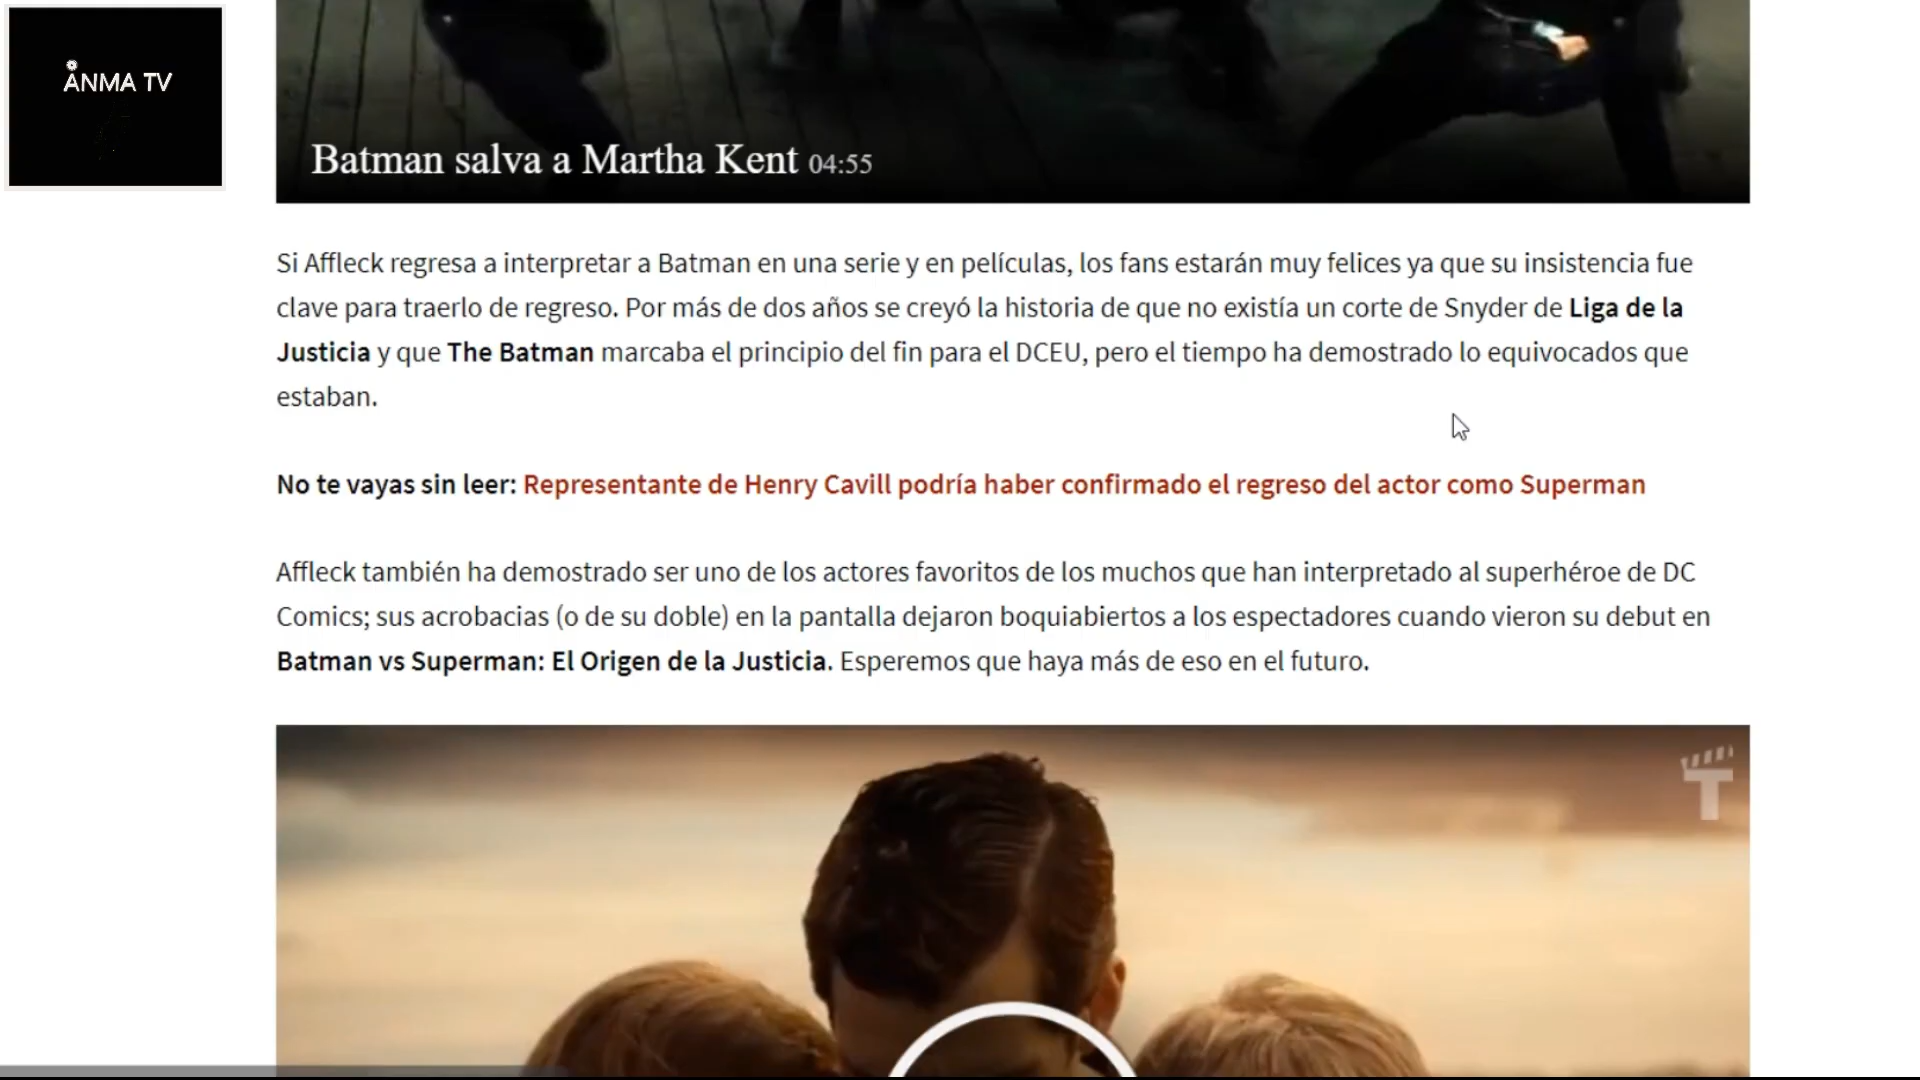 ANMA TV
Batman salva a Martha Kent 04:55
Si Affleck regresa a interpretar a Batman en una serie y en películas, los fans estarán muy felices ya que su insistencia fue
clave para traerlo de regreso. Por más de dos años se creyó la historia de que no existía un corte de Snyder de Liga de la
Justicia y que The Batman marcaba el principio del fin para el DCEU, pero el tiempo ha demostrado lo equivocados que
estaban.
No te vayas sin leer: Representante de Henry Cavill podría haber confirmado el regreso del actor como Superman
Affleck también ha demostrado ser uno de los actores favoritos de los muchos que han interpretado al superhéroe de DC
Comics; sus acrobacias (o de su doble) en la pantalla dejaron boquiabiertos a los espectadores cuando vieron su debut en
Batman vs Superman: El Origen de la Justicia. Esperemos que haya más de eso en el futuro.
T